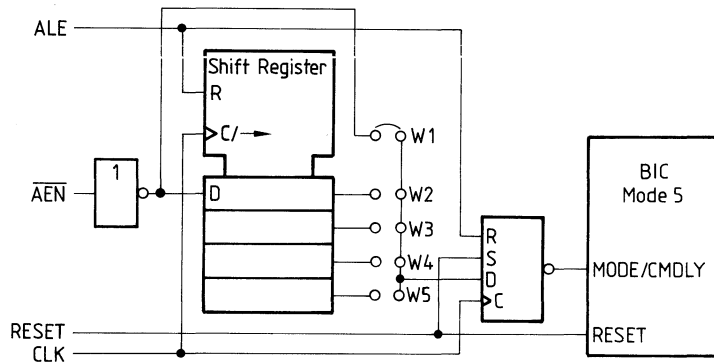 ALE
Shift Register
R
C/→
W1
1
AEN
D
W2
W3
W4
W5
BIC
Mode 5
R
S
D
C
MODE/CMDLY
RESET
RESET
CLK